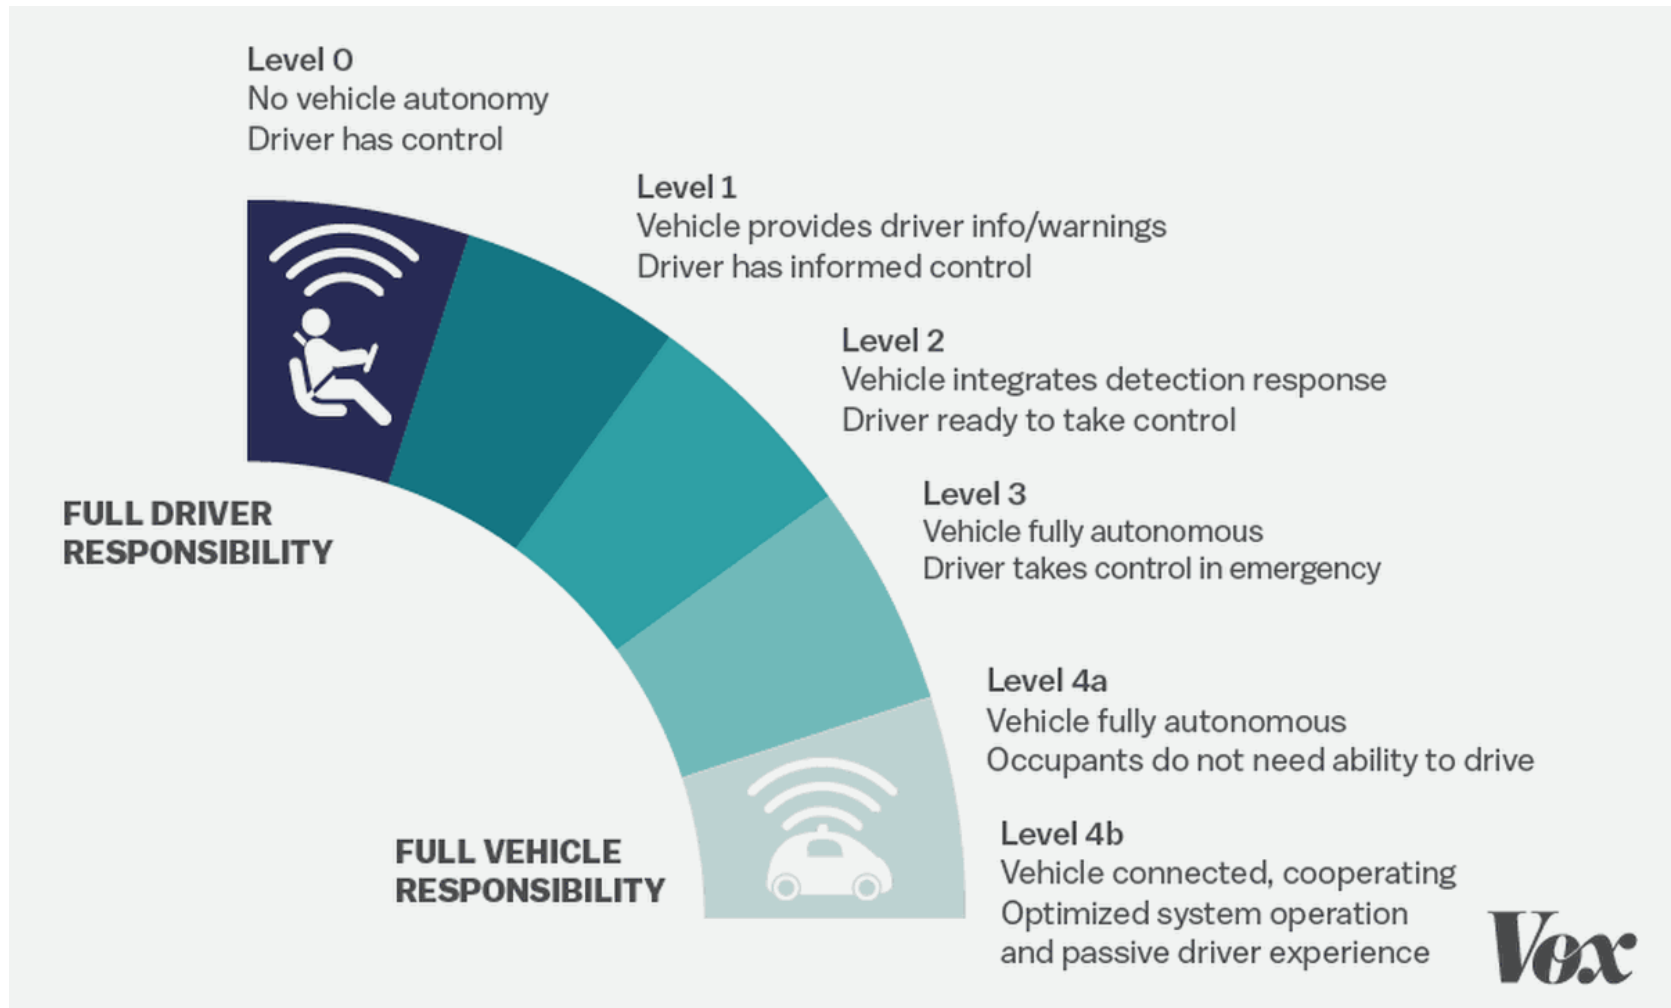 Level 0
No vehicle autonomy
Driver has control
Level 1
Vehicle provides driver info/warnings
Driver has informed control
Level 2
Vehicle integrates detection response
Driver ready to take control
Level 3
Vehicle fully autonomous
Driver takes control in emergency
FULL DRIVER
RESPONSIBILITY
Level 4a
Vehicle fully autonomous
Occupants do not need ability to drive
Level 4b
Vehicle connected, cooperating
Optimized system operation
and passive driver experience
FULL VEHICLE
RESPONSIBILITY
Vox